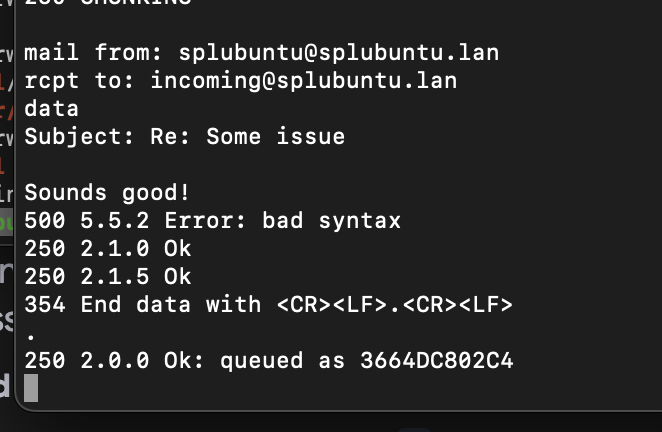 250 CHUNKING

mail from: splubuntu@splubuntu.lan
rcpt to: incoming@splubuntu.lan
data
Subject: Re: Some issue

Sounds good!
500 5.5.2 Error: bad syntax
250 2.1.0 Ok
250 2.1.5 Ok
354 End data with <CR><LF>.<CR><LF>
.
250 2.0.0 Ok: queued as 3664DC802C4